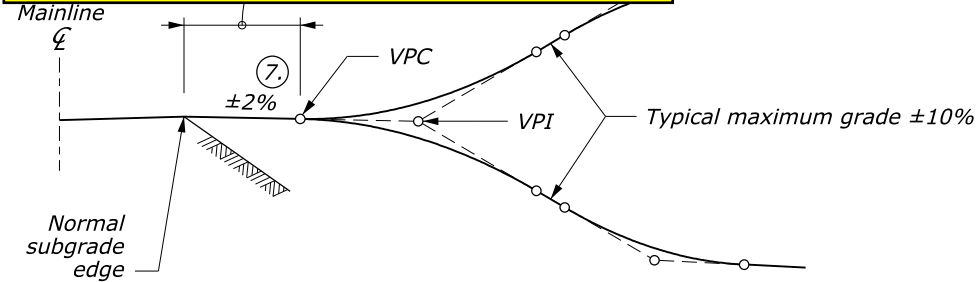 Mainline
℄
7.
±2%
VPC
VPI
Typical maximum grade ±10%
Normal
subgrade
edge